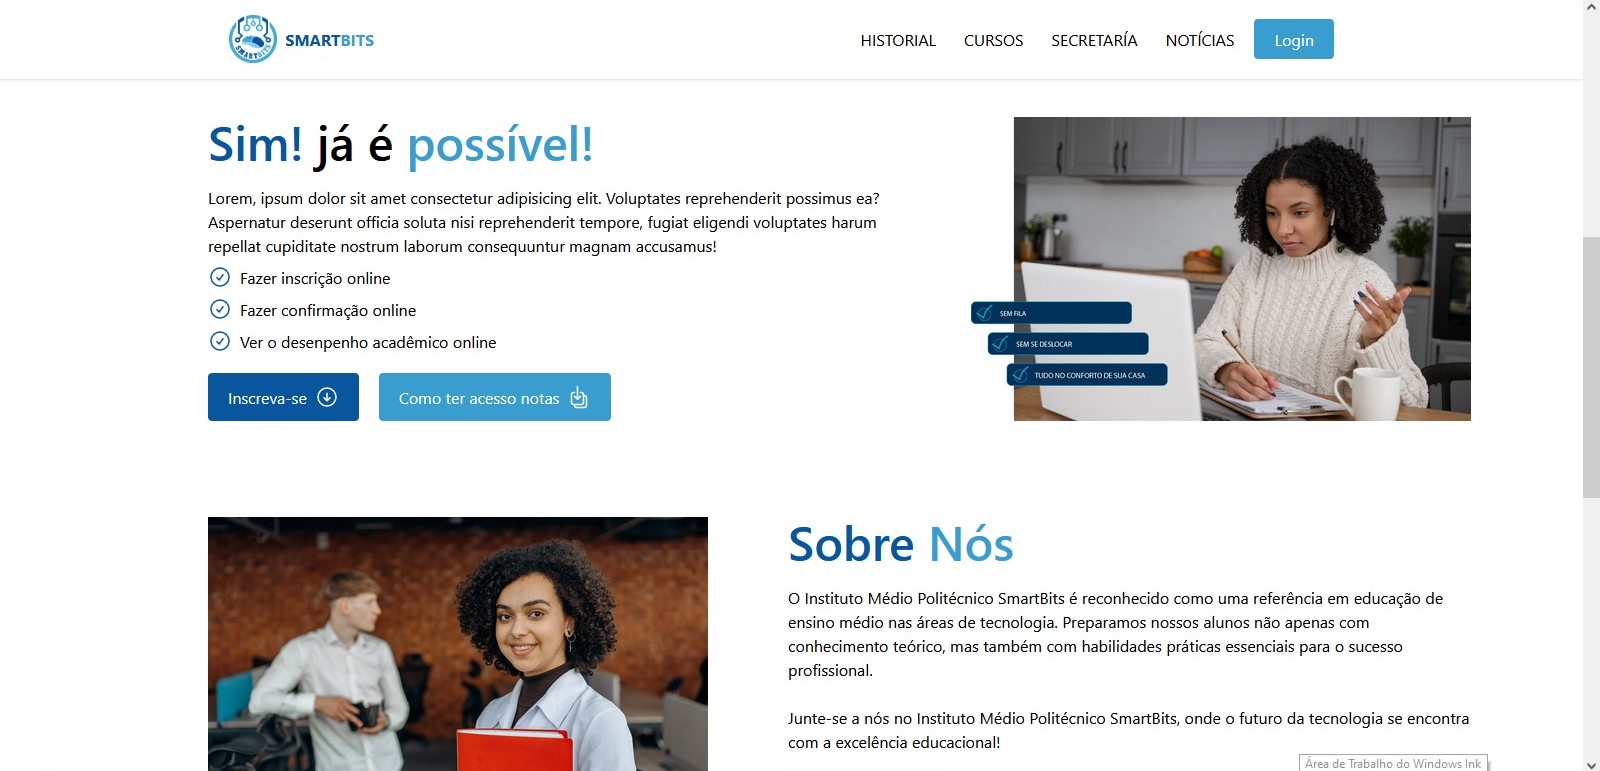 SMARTBITS
SMARTBITS
HISTORIAL
CURSOS
SECRETARÍA
NOTÍCIAS
Login
Sim! já é possível!
Lorem, ipsum dolor sit amet consectetur adipisicing elit. Voluptates reprehenderit possimus ea?
Aspernatur deserunt officia soluta nisi reprehenderit tempore, fugiat eligendi voluptates harum
repellat cupiditate nostrum laborum consequuntur magnam accusamus!
Fazer inscrição online
Fazer confirmação online
Ver o desenpenho acadêmico online
Inscreva-se
Como ter acesso notas
SEM FILA
SEM SE DESLOCAR
TUDO NO CONFORTO DE SUA CASA
Sobre Nós
O Instituto Médio Politécnico SmartBits é reconhecido como uma referência em educação de
ensino médio nas áreas de tecnologia. Preparamos nossos alunos não apenas com
conhecimento teórico, mas também com habilidades práticas essenciais para o sucesso
profissional.
Junte-se a nós no Instituto Médio Politécnico SmartBits, onde o futuro da tecnologia se encontra
com a excelência educacional!
Área de Trabalho do Windows Ink